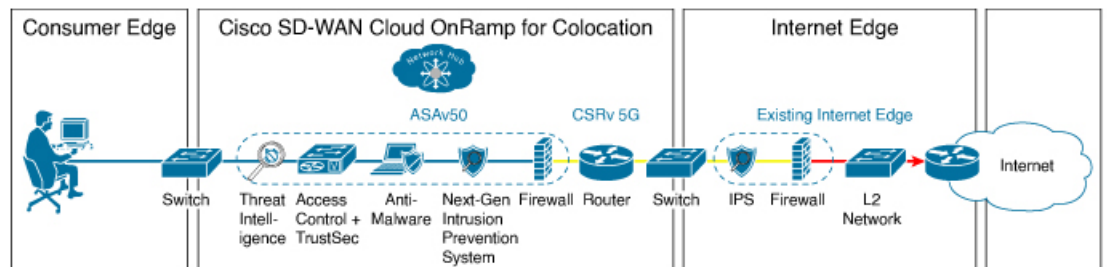 Consumer Edge
Cisco SD-WAN Cloud OnRamp for Colocation
Internet Edge
Network Hub
ASAv50
CSRv 5G
Existing Internet Edge
Internet
Switch
Threat
Intell-
igence
Access
Control +
TrustSec
Anti-
Malware
Next-Gen
Intrusion
Prevention
System
Firewall
Router
Switch
IPS
Firewall
L2
Network